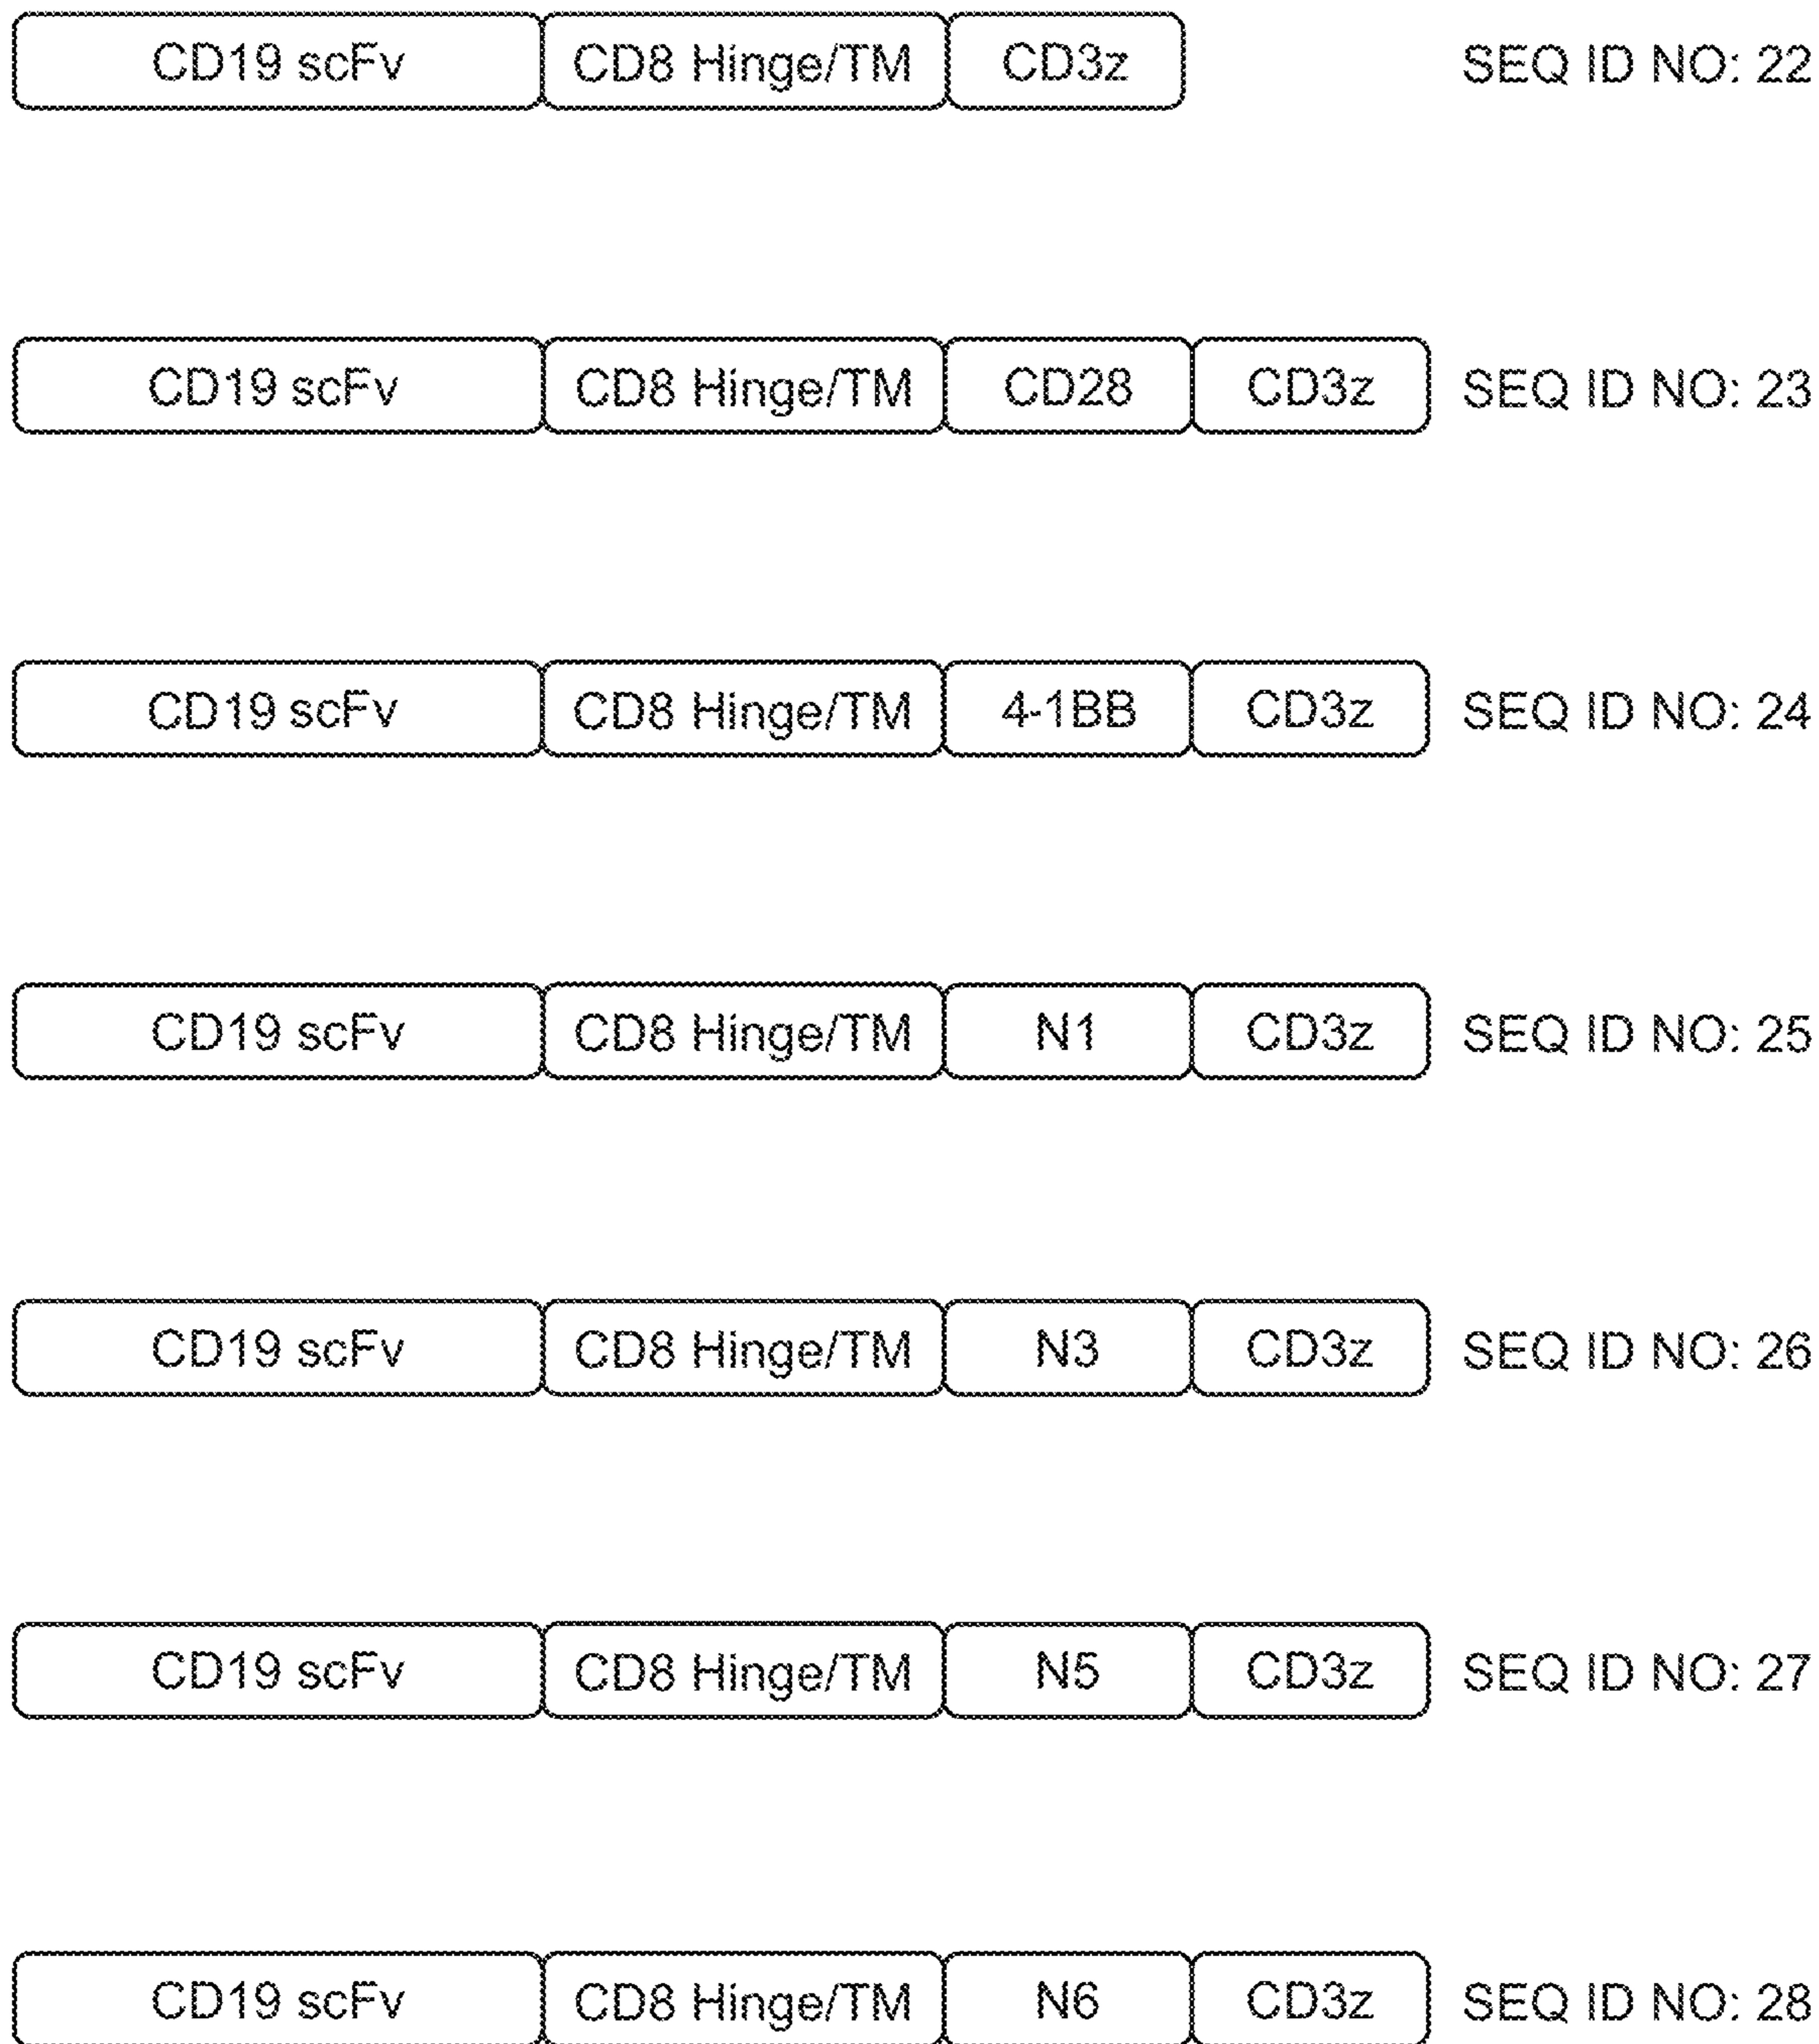 CD19 scFv CD8 Hinge/TM CD3z SEQ ID NO: 22
CD19 scFv CD8 Hinge/TM CD28 CD3z SEQ ID NO: 23
CD19 scFv CD8 Hinge/TM 4-1BB CD3z SEQ ID NO: 24
CD19 scFv CD8 Hinge/TM N1 CD3z SEQ ID NO: 25
CD19 scFv CD8 Hinge/TM N3 CD3z SEQ ID NO: 26
CD19 scFv CD8 Hinge/TM N5 CD3z SEQ ID NO: 27
CD19 scFv CD8 Hinge/TM N6 CD3z SEQ ID NO: 28